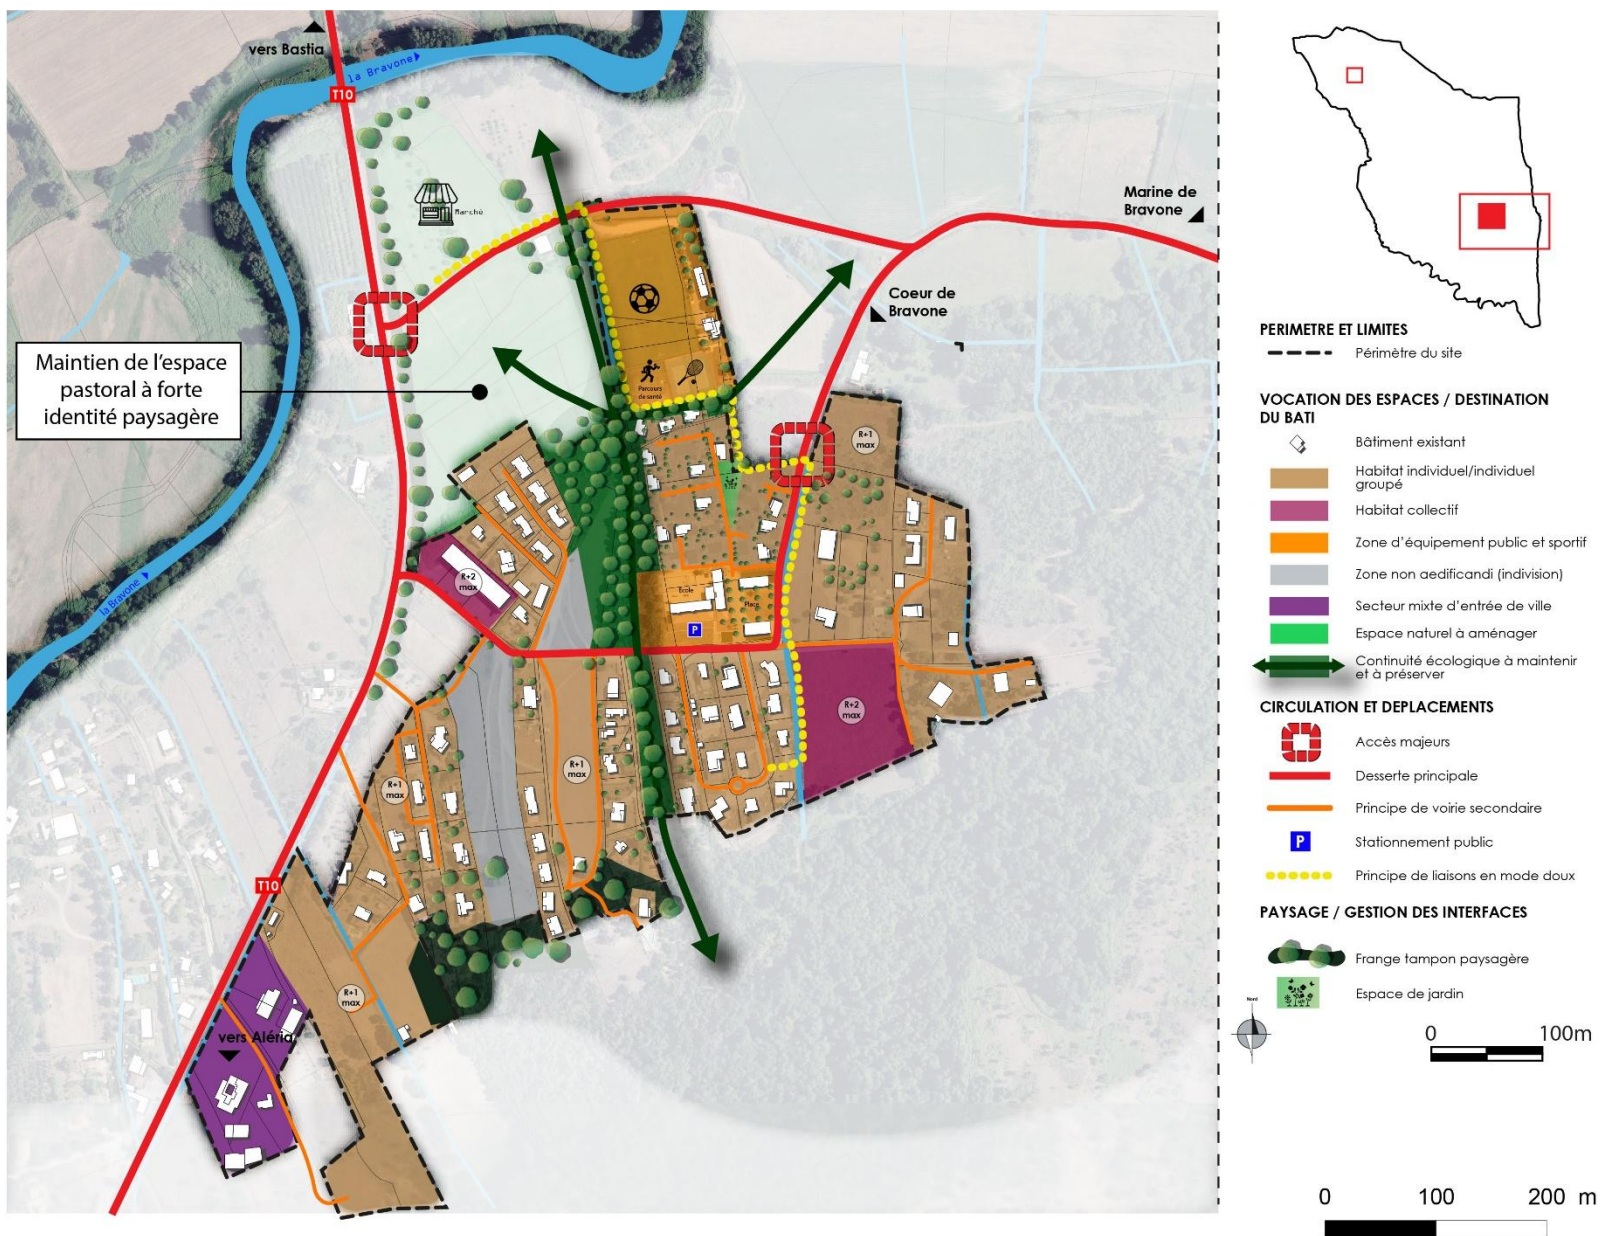 vers Bastia
la Bravone
T10
Marché
Marine de
Bravone
Coeur de
Bravone
Maintien de l'espace
pastoral à forte
identité paysagère
Parcours
de santé
R+1
max
R+2
max
la Bravone
Ecole
Place
P
R+2
max
R+1
max
R+1
max
T10
R+1
max
vers Aléria
PERIMETRE ET LIMITES
Périmètre du site
VOCATION DES ESPACES / DESTINATION
DU BATI
Bâtiment existant
Habitat individuel/individuel
groupé
Habitat collectif
Zone d'équipement public et sportif
Zone non aedificandi (indivision)
Secteur mixte d'entrée de ville
Espace naturel à aménager
Continuité écologique à maintenir
et à préserver
CIRCULATION ET DEPLACEMENTS
Accès majeurs
Desserte principale
Principe de voirie secondaire
P
Stationnement public
Principe de liaisons en mode doux
PAYSAGE / GESTION DES INTERFACES
Frange tampon paysagère
Espace de jardin
Nord
0 100m
0 100 200 m